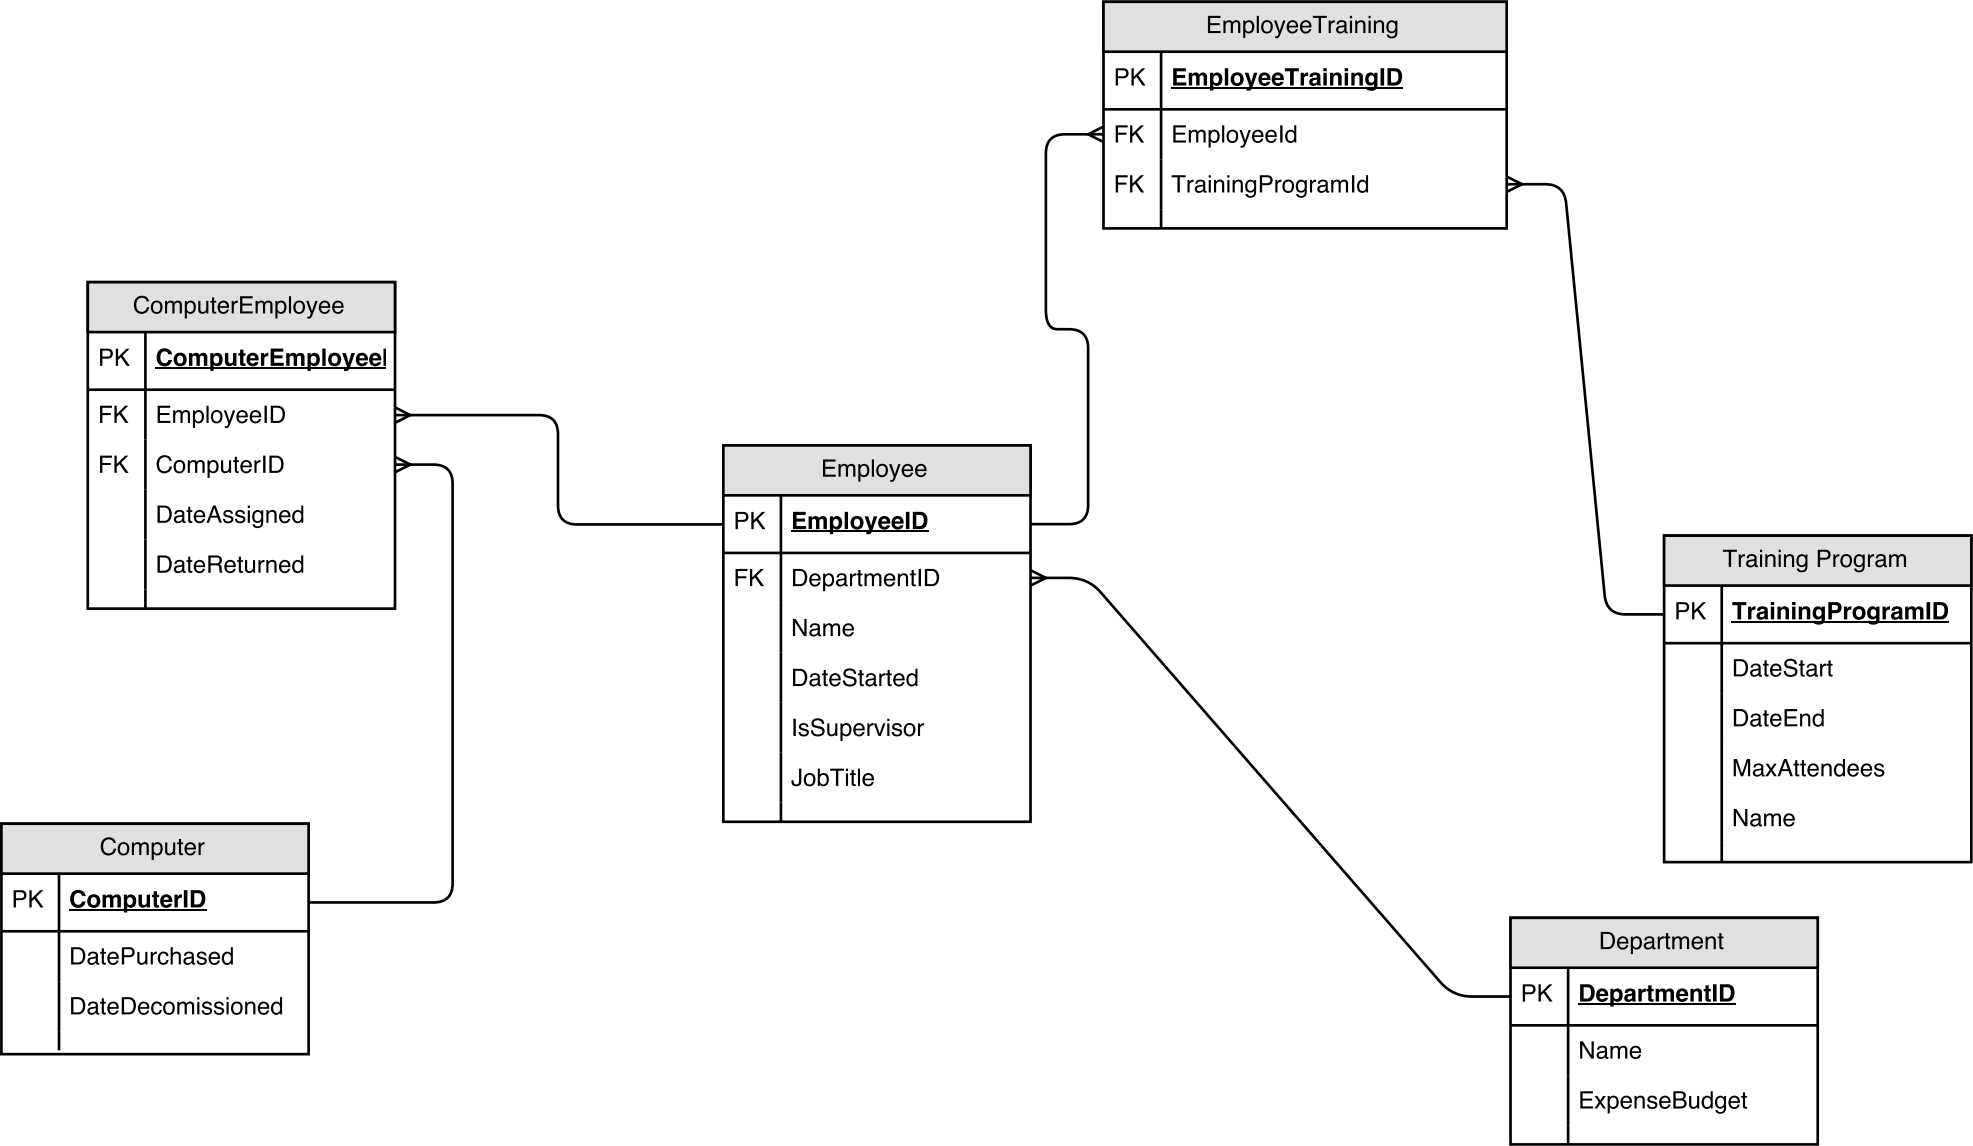 EmployeeTraining
PK EmployeeTrainingID
FK EmployeeId
FK TrainingProgramId
ComputerEmployee
PK ComputerEmployeeI
FK EmployeeID
FK ComputerID
DateAssigned
DateReturned
Employee
PK EmployeeID
FK DepartmentID
Name
DateStarted
IsSupervisor
JobTitle
Training Program
PK TrainingProgramID
DateStart
DateEnd
MaxAttendees
Name
Computer
PK ComputerID
DatePurchased
DateDecomissioned
Department
PK DepartmentID
Name
ExpenseBudget